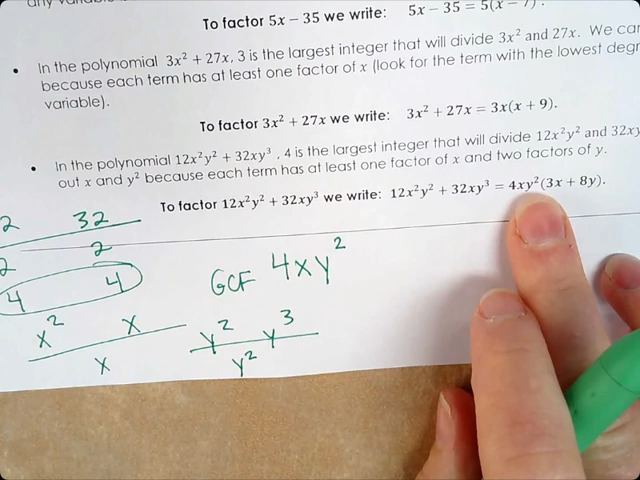 To factor 5x − 35 we write: 5x − 35 = 5(x − 7).
• In the polynomial 3x² + 27x, 3 is the largest integer that will divide 3x² and 27x. We
because each term has at least one factor of x (look for the term with the lowest
variable).
To factor 3x² + 27x we write: 3x² + 27x = 3x(x + 9).
• In the polynomial 12x²y² + 32xy³, 4 is the largest integer that will divide 12x²y² and 32xy
out x and y² because each term has at least one factor of x and two factors of y.
To factor 12x²y² + 32xy³ we write: 12x²y² + 32xy³ = 4xy²(3x + 8y).
2 32
2 2
4 4
GCF 4xy²
x² x
x
y² y³
y²